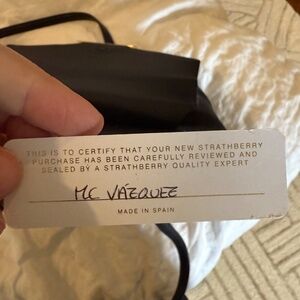 THIS IS TO CERTIFY THAT YOUR NEW STRATHBERRY
PURCHASE HAS BEEN CAREFULLY REVIEWED AND
SEALED BY A STRATHBERRY QUALITY EXPERT
MC VÁZQUEZ
MADE IN SPAIN